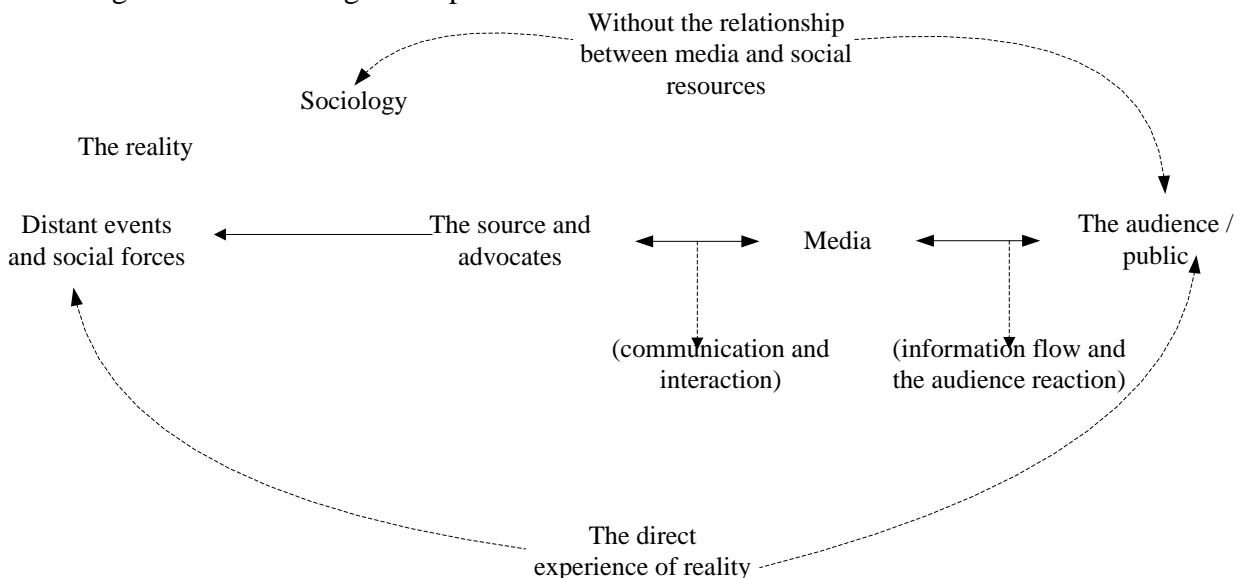 Without the relationship
between media and social
resources
Sociology
The reality
Distant events
and social forces
The source and
advocates
Media
The audience /
public
(communication and
interaction)
(information flow and
the audience reaction)
The direct
experience of reality